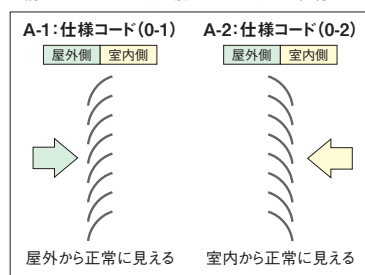 A-1:仕様コード(0-1)
屋外側 室内側
屋外から正常に見える
A-2:仕様コード(0-2)
屋外側 室内側
室内から正常に見える